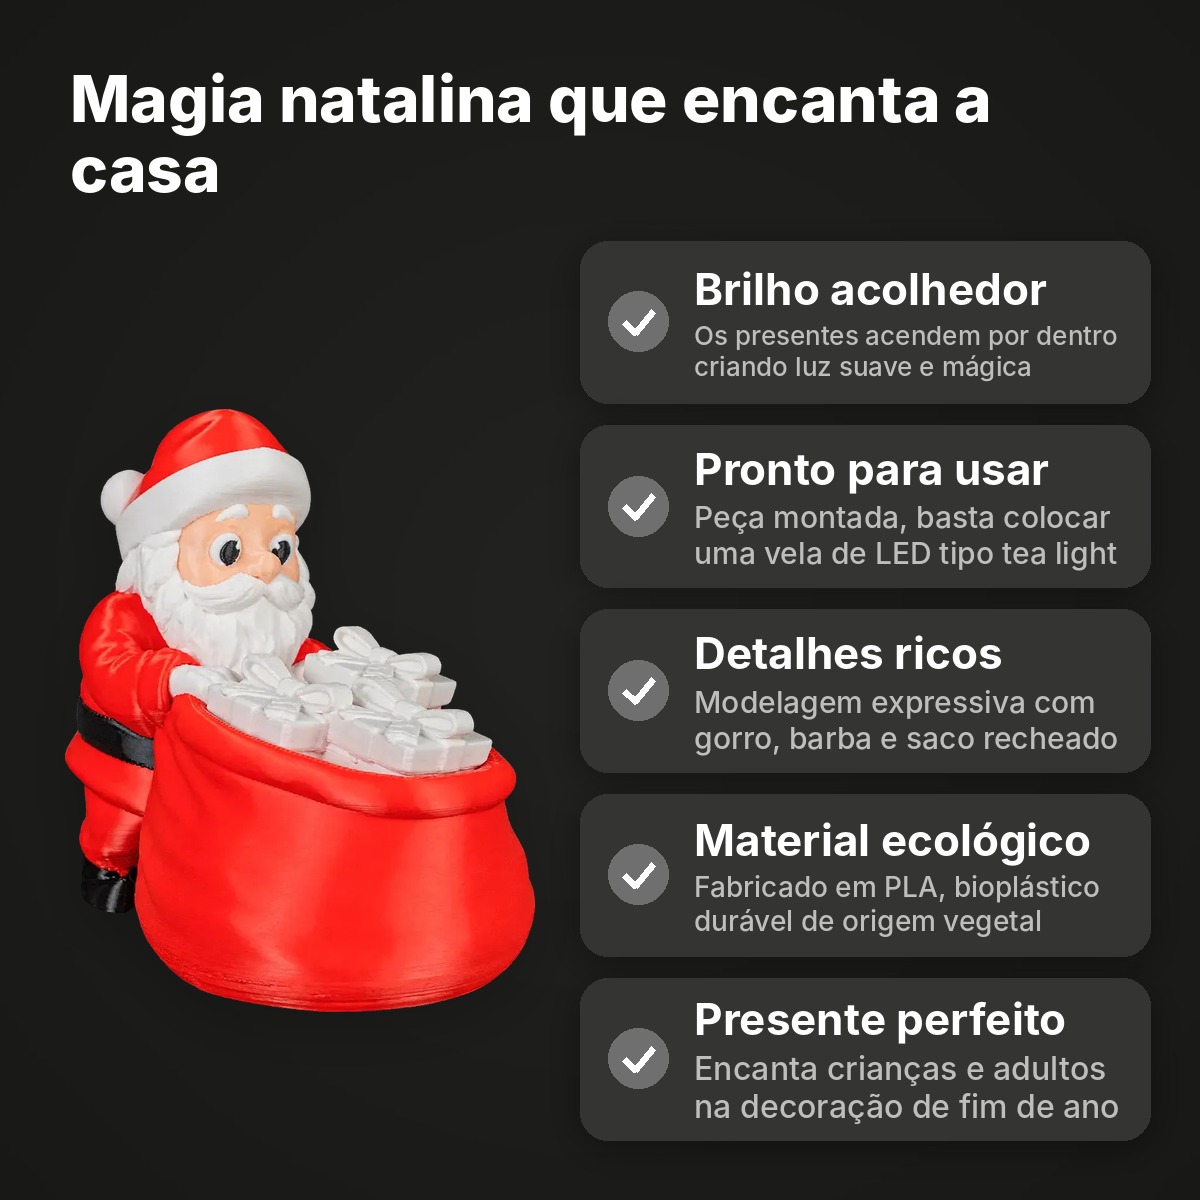 Magia natalina que encanta a
casa
Brilho acolhedor
Os presentes acendem por dentro
criando luz suave e mágica
Pronto para usar
Peça montada, basta colocar
uma vela de LED tipo tea light
Detalhes ricos
Modelagem expressiva com
gorro, barba e saco recheado
Material ecológico
Fabricado em PLA, bioplástico
durável de origem vegetal
Presente perfeito
Encanta crianças e adultos
na decoração de fim de ano